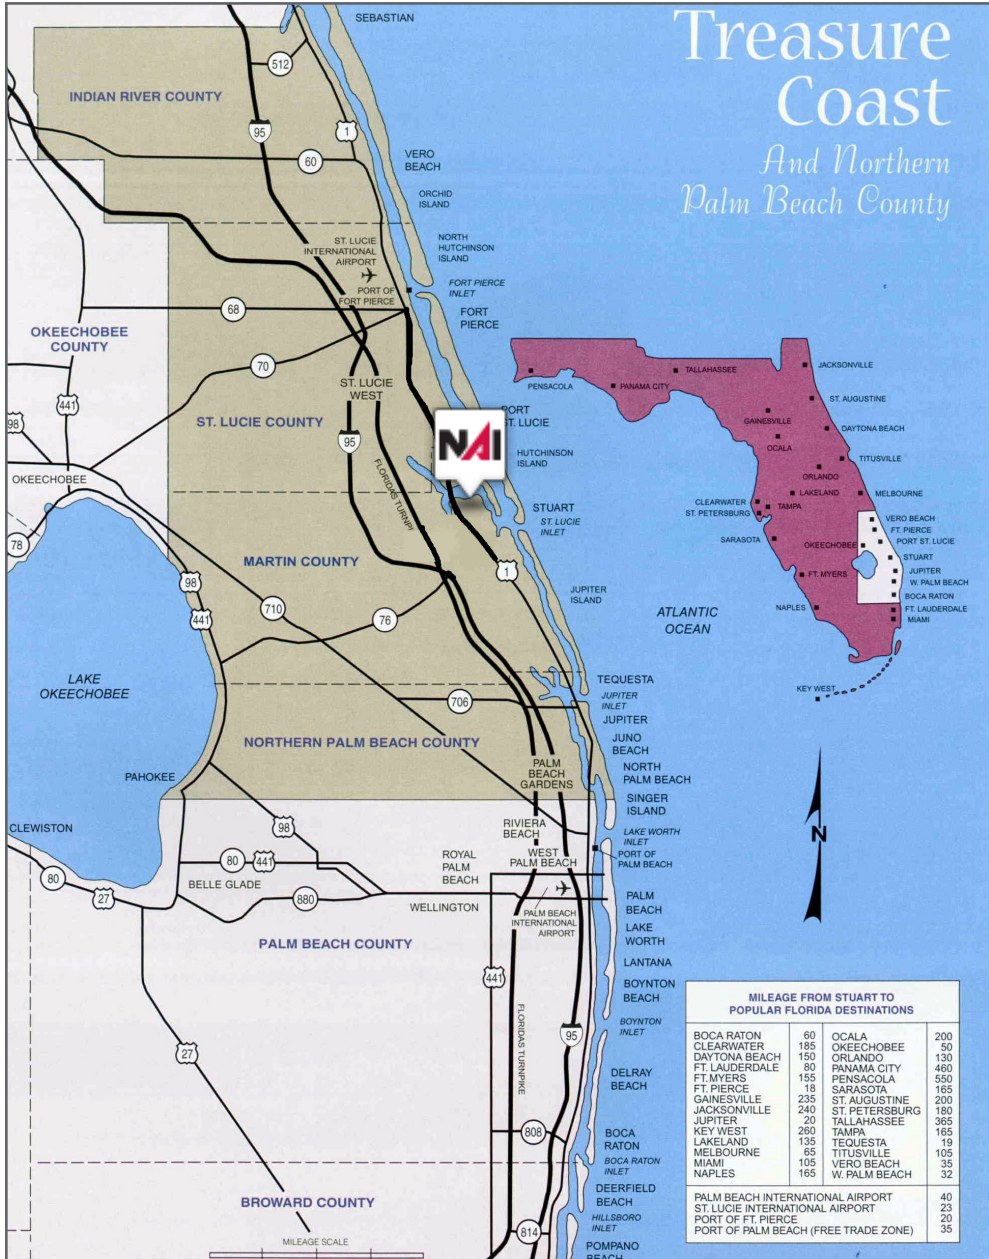 Treasure
Coast
And Northern
Palm Beach County
SEBASTIAN
512
INDIAN RIVER COUNTY
95
1
60
VERO
BEACH
ORCHID
ISLAND
NORTH
HUTCHINSON
ISLAND
ST. LUCIE
INTERNATIONAL
AIRPORT
PORT OF
FORT PIERCE
FORT PIERCE
INLET
FORT
PIERCE
68
OKEECHOBEE
COUNTY
70
441
98
ST. LUCIE
WEST
ST. LUCIE COUNTY
95
FLORIDAS TURNPI
NAI
PORT
ST. LUCIE
HUTCHINSON
ISLAND
OKEECHOBEE
STUART
ST. LUCIE
INLET
78
MARTIN COUNTY
1
98
441
710
76
JUPITER
ISLAND
LAKE
OKEECHOBEE
TEQUESTA
JUPITER
INLET
706
JUPITER
NORTHERN PALM BEACH COUNTY
JUNO
BEACH
PAHOKEE
PALM
BEACH
GARDENS
NORTH
PALM BEACH
SINGER
ISLAND
CLEWISTON
98
RIVIERA
BEACH
LAKE WORTH
INLET
80
441
ROYAL
PALM
BEACH
WEST
PALM BEACH
PORT OF
PALM BEACH
80
27
BELLE GLADE
880
WELLINGTON
PALM BEACH
INTERNATIONAL
AIRPORT
PALM
BEACH
LAKE
WORTH
PALM BEACH COUNTY
LANTANA
441
BOYNTON
BEACH
FLORIDAS TURNPIKE
95
BOYNTON
INLET
27
DELRAY
BEACH
808
BOCA
RATON
BOCA RATON
INLET
BROWARD COUNTY
DEERFIELD
BEACH
814
HILLSBORO
INLET
MILEAGE SCALE
POMPANO
BEACH
PENSACOLA
PANAMA CITY
TALLAHASSEE
JACKSONVILLE
ST. AUGUSTINE
GAINESVILLE
DAYTONA BEACH
OCALA
TITUSVILLE
ORLANDO
LAKELAND
MELBOURNE
CLEARWATER
TAMPA
ST. PETERSBURG
VERO BEACH
FT. PIERCE
SARASOTA
PORT ST. LUCIE
OKEECHOBEE
STUART
FT. MYERS
JUPITER
W. PALM BEACH
BOCA RATON
NAPLES
FT. LAUDERDALE
MIAMI
KEY WEST
ATLANTIC
OCEAN
N
MILEAGE FROM STUART TO
POPULAR FLORIDA DESTINATIONS
BOCA RATON 60 OCALA 200
CLEARWATER 185 OKEECHOBEE 50
DAYTONA BEACH 150 ORLANDO 130
FT. LAUDERDALE 80 PANAMA CITY 460
FT.MYERS 155 PENSACOLA 550
FT. PIERCE 18 SARASOTA 165
GAINESVILLE 235 ST. AUGUSTINE 200
JACKSONVILLE 240 ST. PETERSBURG 180
JUPITER 20 TALLAHASSEE 365
KEY WEST 260 TAMPA 165
LAKELAND 135 TEQUESTA 19
MELBOURNE 65 TITUSVILLE 105
MIAMI 105 VERO BEACH 35
NAPLES 165 W. PALM BEACH 32
PALM BEACH INTERNATIONAL AIRPORT 40
ST. LUCIE INTERNATIONAL AIRPORT 23
PORT OF FT. PIERCE 20
PORT OF PALM BEACH (FREE TRADE ZONE) 35